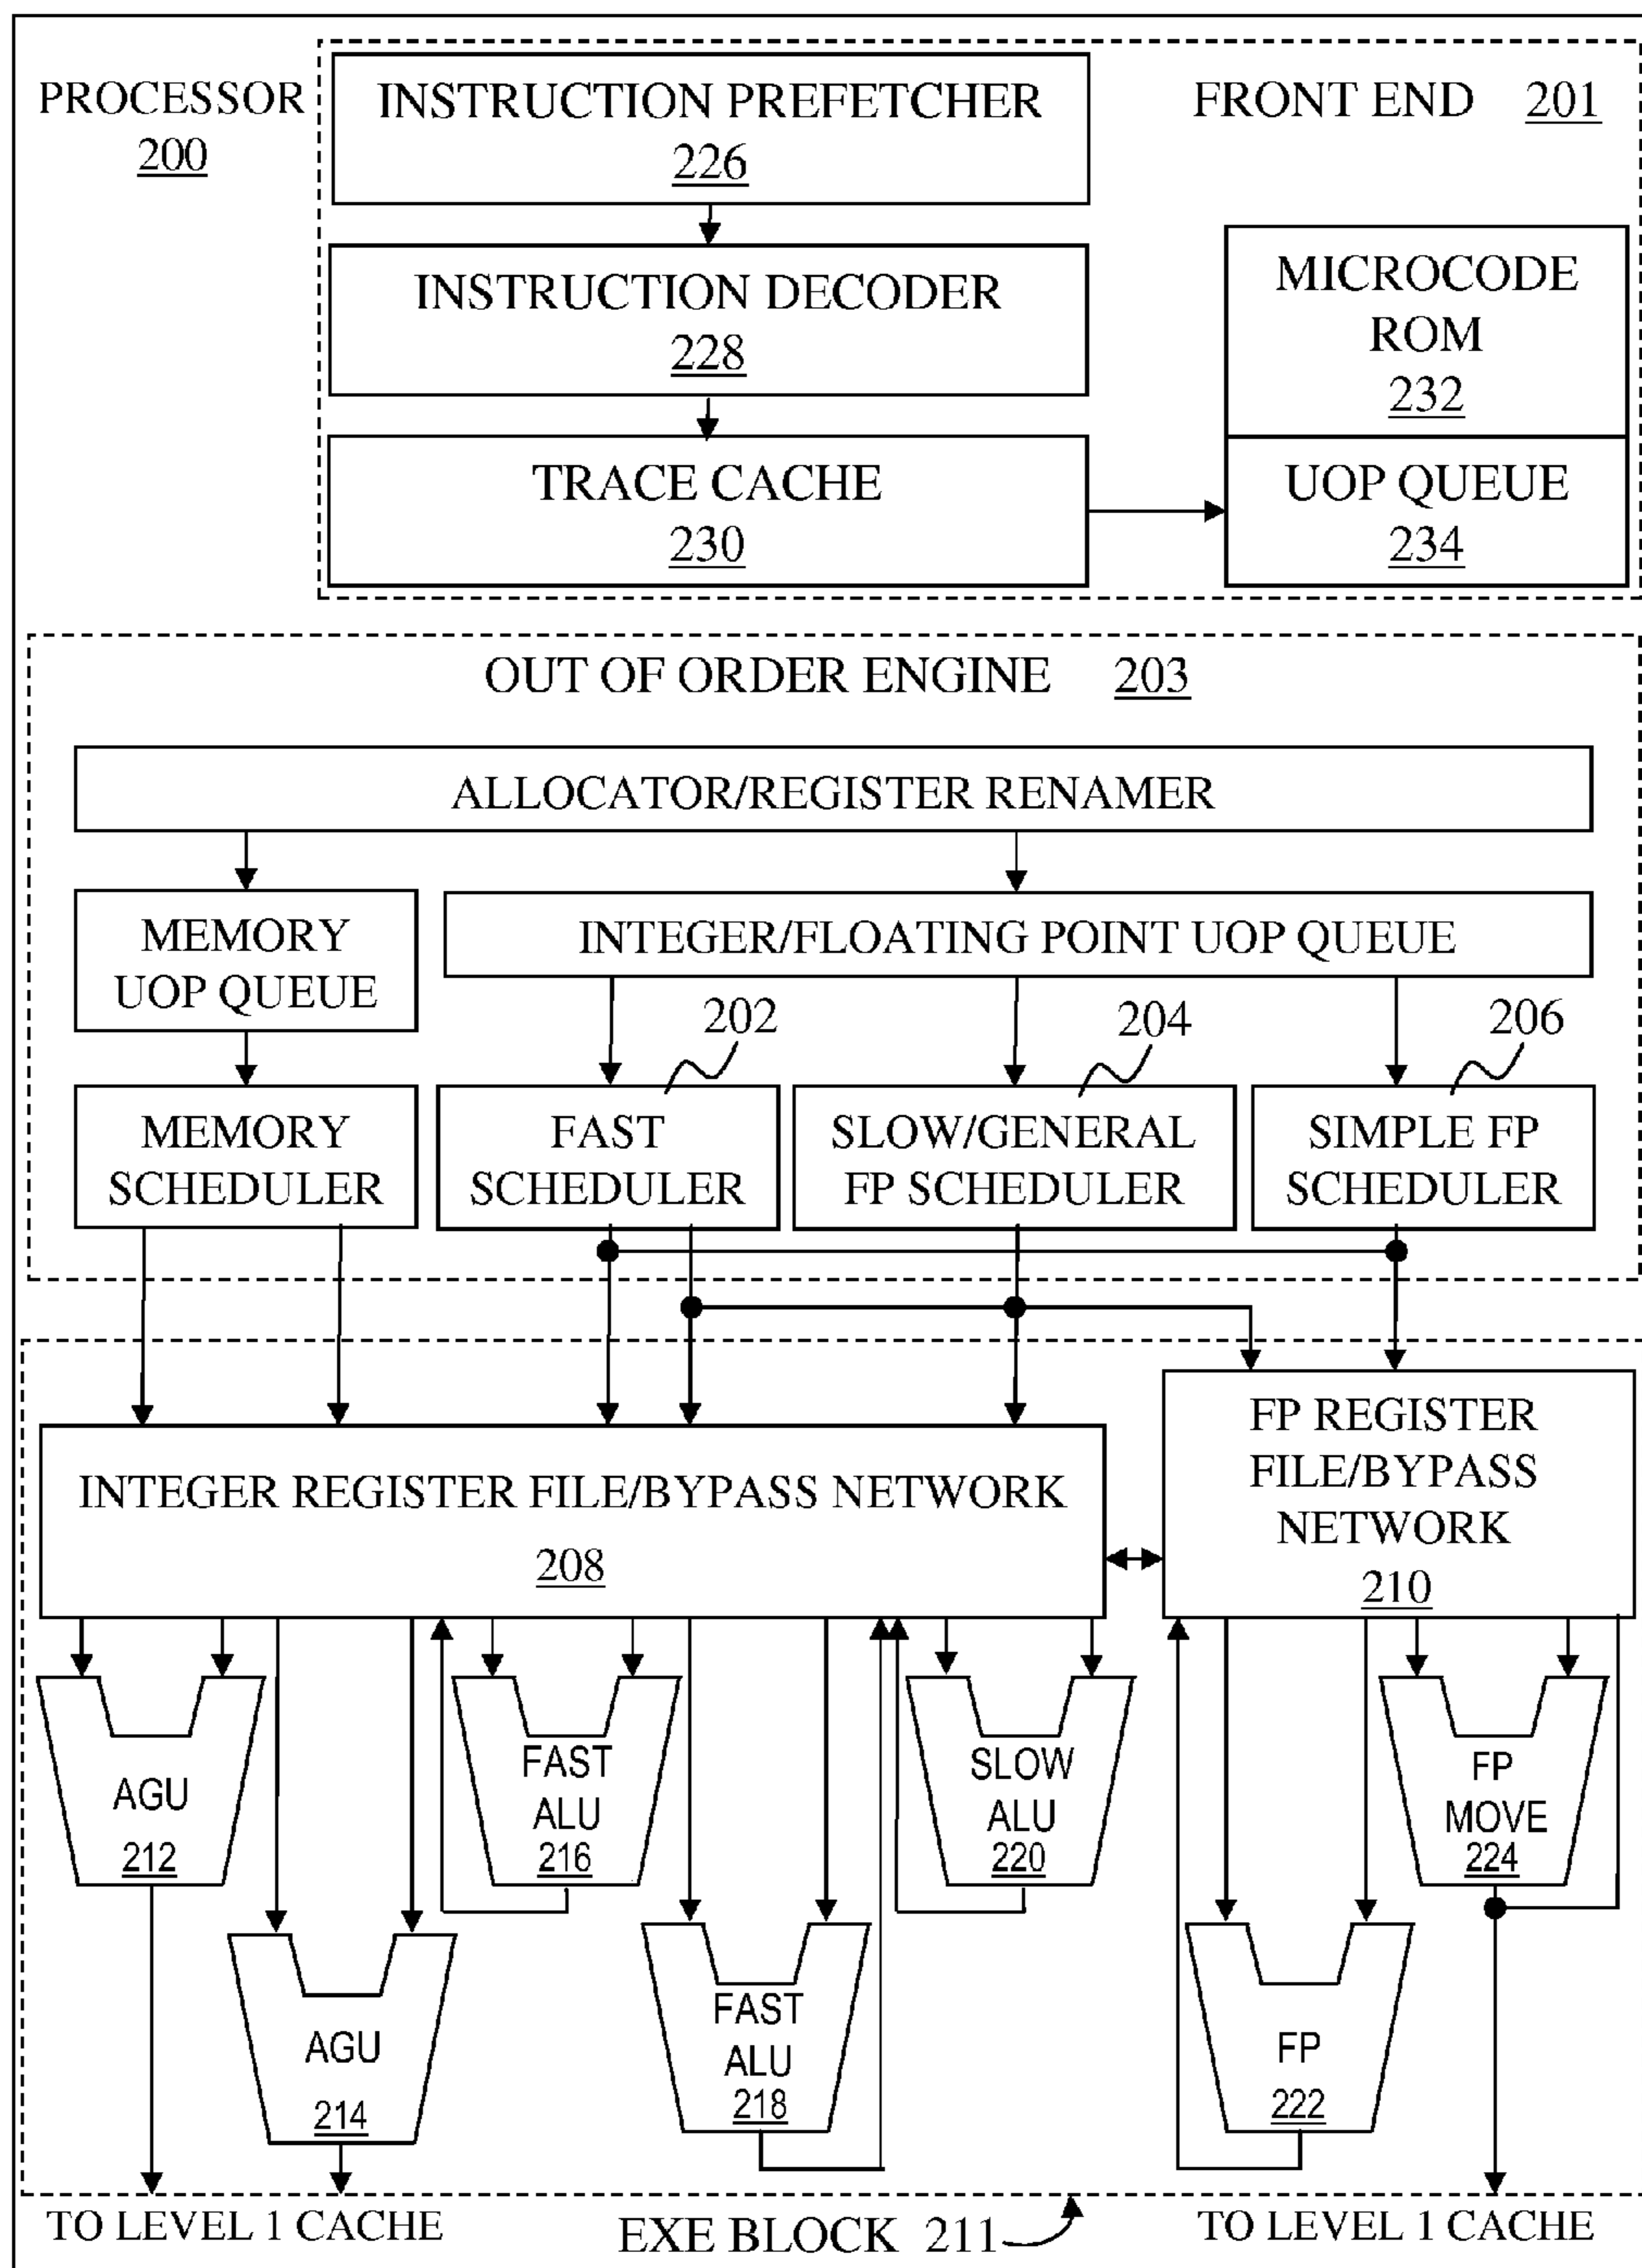 PROCESSOR
200
INSTRUCTION PREFETCHER
226
FRONT END 201
INSTRUCTION DECODER
228
MICROCODE
ROM
232
TRACE CACHE
230
UOP QUEUE
234
OUT OF ORDER ENGINE 203
ALLOCATOR/REGISTER RENAMER
MEMORY
UOP QUEUE
INTEGER/FLOATING POINT UOP QUEUE
202
204
206
MEMORY
SCHEDULER
FAST
SCHEDULER
SLOW/GENERAL
FP SCHEDULER
SIMPLE FP
SCHEDULER
INTEGER REGISTER FILE/BYPASS NETWORK
208
FP REGISTER
FILE/BYPASS
NETWORK
210
AGU
212
FAST
ALU
216
SLOW
ALU
220
FP
MOVE
224
AGU
214
FAST
ALU
218
FP
222
TO LEVEL 1 CACHE
EXE BLOCK 211
TO LEVEL 1 CACHE